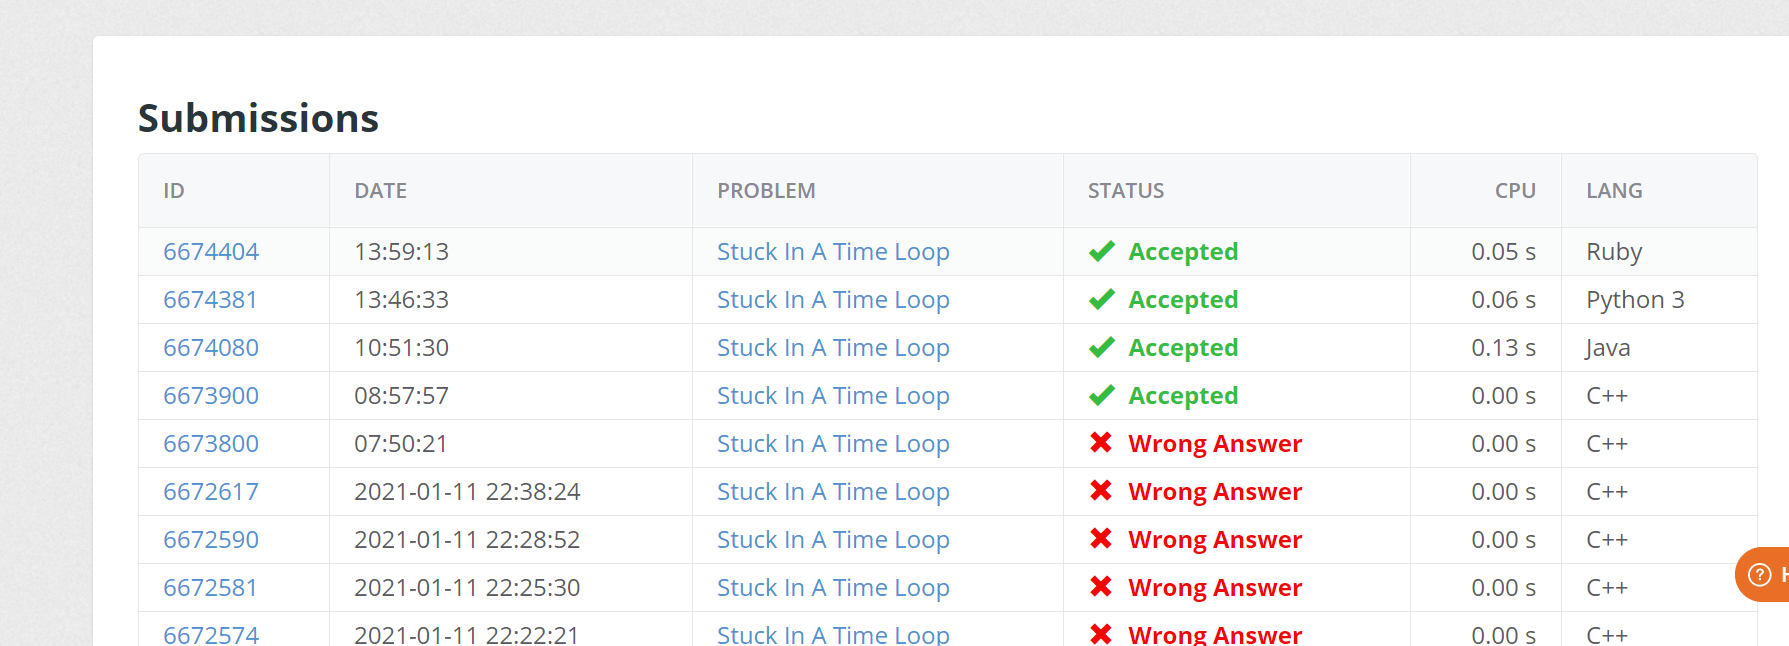 Submissions
ID DATE PROBLEM STATUS CPU LANG
6674404 13:59:13 Stuck In A Time Loop Accepted 0.05 s Ruby
6674381 13:46:33 Stuck In A Time Loop Accepted 0.06 s Python 3
6674080 10:51:30 Stuck In A Time Loop Accepted 0.13 s Java
6673900 08:57:57 Stuck In A Time Loop Accepted 0.00 s C++
6673800 07:50:21 Stuck In A Time Loop Wrong Answer 0.00 s C++
6672617 2021-01-11 22:38:24 Stuck In A Time Loop Wrong Answer 0.00 s C++
6672590 2021-01-11 22:28:52 Stuck In A Time Loop Wrong Answer 0.00 s C++
6672581 2021-01-11 22:25:30 Stuck In A Time Loop Wrong Answer 0.00 s C++
6672574 2021-01-11 22:22:21 Stuck In A Time Loop Wrong Answer 0.00 s C++